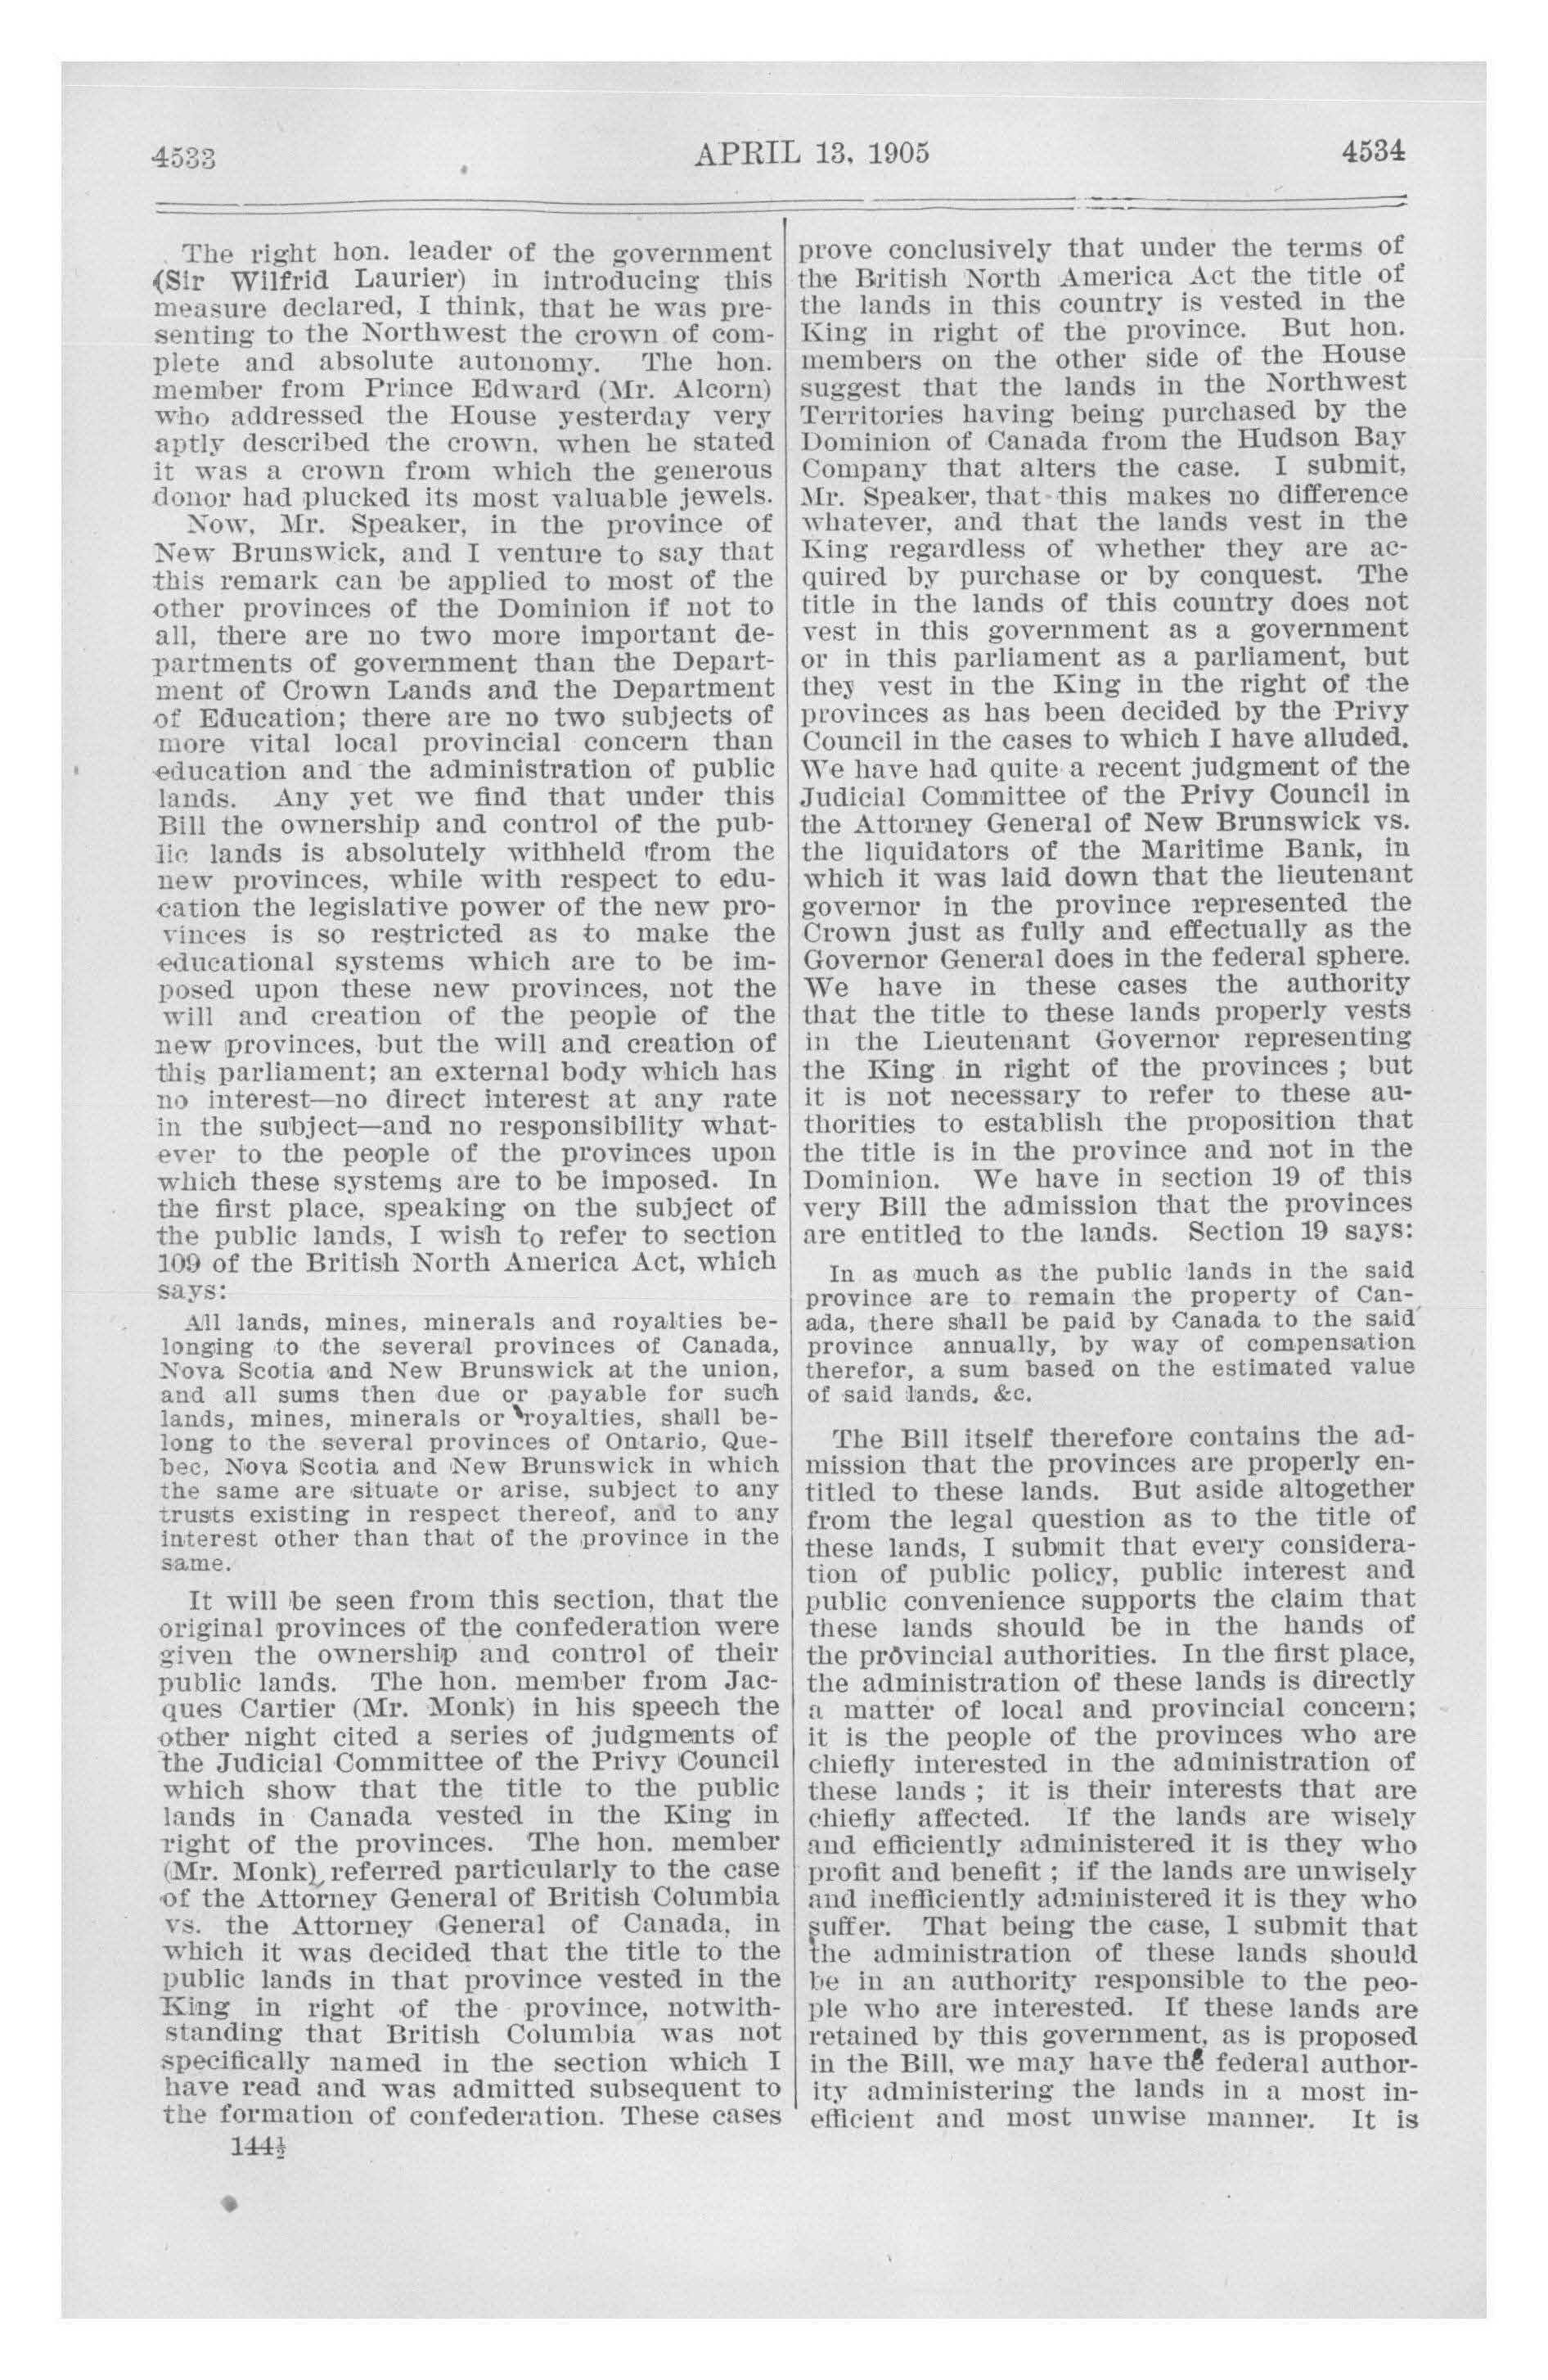 4533
APRIL 13, 1905
4534
The right hon. leader of the government
(Sir Wilfrid Laurier) in introducing this
measure declared, I think, that he was pre-
senting to the Northwest the crown of com-
plete and absolute autonomy. The hon.
member from Prince Edward (Mr. Alcorn)
who addressed the House yesterday very
aptly described the crown, when he stated
it was a crown from which the generous
donor had plucked its most valuable jewels.
Now, Mr. Speaker, in the province of
New Brunswick, and I venture to say that
this remark can be applied to most of the
other provinces of the Dominion if not to
all, there are no two more important de-
partments of government than the Depart-
ment of Crown Lands and the Department
of Education; there are no two subjects of
more vital local provincial concern than
education and the administration of public
lands. Any yet we find that under this
Bill the ownership and control of the pub-
lic lands is absolutely withheld from the
new provinces, while with respect to edu-
cation the legislative power of the new pro-
vinces is so restricted as to make the
educational systems which are to be im-
posed upon these new provinces, not the
will and creation of the people of the
new provinces, but the will and creation of
this parliament; an external body which has
no interest—no direct interest at any rate
in the subject—and no responsibility what-
ever to the people of the provinces upon
which these systems are to be imposed. In
the first place, speaking on the subject of
the public lands, I wish to refer to section
109 of the British North America Act, which
says:
All lands, mines, minerals and royalties be-
longing to the several provinces of Canada,
Nova Scotia and New Brunswick at the union,
and all sums then due or payable for such
lands, mines, minerals or royalties, shall be-
long to the several provinces of Ontario, Que-
bec, Nova Scotia and New Brunswick in which
the same are situate or arise, subject to any
trusts existing in respect thereof, and to any
interest other than that of the province in the
same.
It will be seen from this section, that the
original provinces of the confederation were
given the ownership and control of their
public lands. The hon. member from Jac-
ques Cartier (Mr. Monk) in his speech the
other night cited a series of judgments of
the Judicial Committee of the Privy Council
which show that the title to the public
lands in Canada vested in the King in
right of the provinces. The hon. member
(Mr. Monk) referred particularly to the case
of the Attorney General of British Columbia
vs. the Attorney General of Canada, in
which it was decided that the title to the
public lands in that province vested in the
King in right of the province, notwith-
standing that British Columbia was not
specifically named in the section which I
have read and was admitted subsequent to
the formation of confederation. These cases
144½
prove conclusively that under the terms of
the British North America Act the title of
the lands in this country is vested in the
King in right of the province. But hon.
members on the other side of the House
suggest that the lands in the Northwest
Territories having being purchased by the
Dominion of Canada from the Hudson Bay
Company that alters the case. I submit,
Mr. Speaker, that this makes no difference
whatever, and that the lands vest in the
King regardless of whether they are ac-
quired by purchase or by conquest. The
title in the lands of this country does not
vest in this government as a government
or in this parliament as a parliament, but
they vest in the King in the right of the
provinces as has been decided by the Privy
Council in the cases to which I have alluded.
We have had quite a recent judgment of the
Judicial Committee of the Privy Council in
the Attorney General of New Brunswick vs.
the liquidators of the Maritime Bank, in
which it was laid down that the lieutenant
governor in the province represented the
Crown just as fully and effectually as the
Governor General does in the federal sphere.
We have in these cases the authority
that the title to these lands properly vests
in the Lieutenant Governor representing
the King in right of the provinces ; but
it is not necessary to refer to these au-
thorities to establish the proposition that
the title is in the province and not in the
Dominion. We have in section 19 of this
very Bill the admission that the provinces
are entitled to the lands. Section 19 says:
In as much as the public lands in the said
province are to remain the property of Can-
ada, there shall be paid by Canada to the said
province annually, by way of compensation
therefor, a sum based on the estimated value
of said lands, &c.
The Bill itself therefore contains the ad-
mission that the provinces are properly en-
titled to these lands. But aside altogether
from the legal question as to the title of
these lands, I submit that every considera-
tion of public policy, public interest and
public convenience supports the claim that
these lands should be in the hands of
the provincial authorities. In the first place,
the administration of these lands is directly
a matter of local and provincial concern;
it is the people of the provinces who are
chiefly interested in the administration of
these lands ; it is their interests that are
chiefly affected. If the lands are wisely
and efficiently administered it is they who
profit and benefit ; if the lands are unwisely
and inefficiently administered it is they who
suffer. That being the case, I submit that
the administration of these lands should
be in an authority responsible to the peo-
ple who are interested. If these lands are
retained by this government, as is proposed
in the Bill, we may have the federal author-
ity administering the lands in a most in-
efficient and most unwise manner. It is